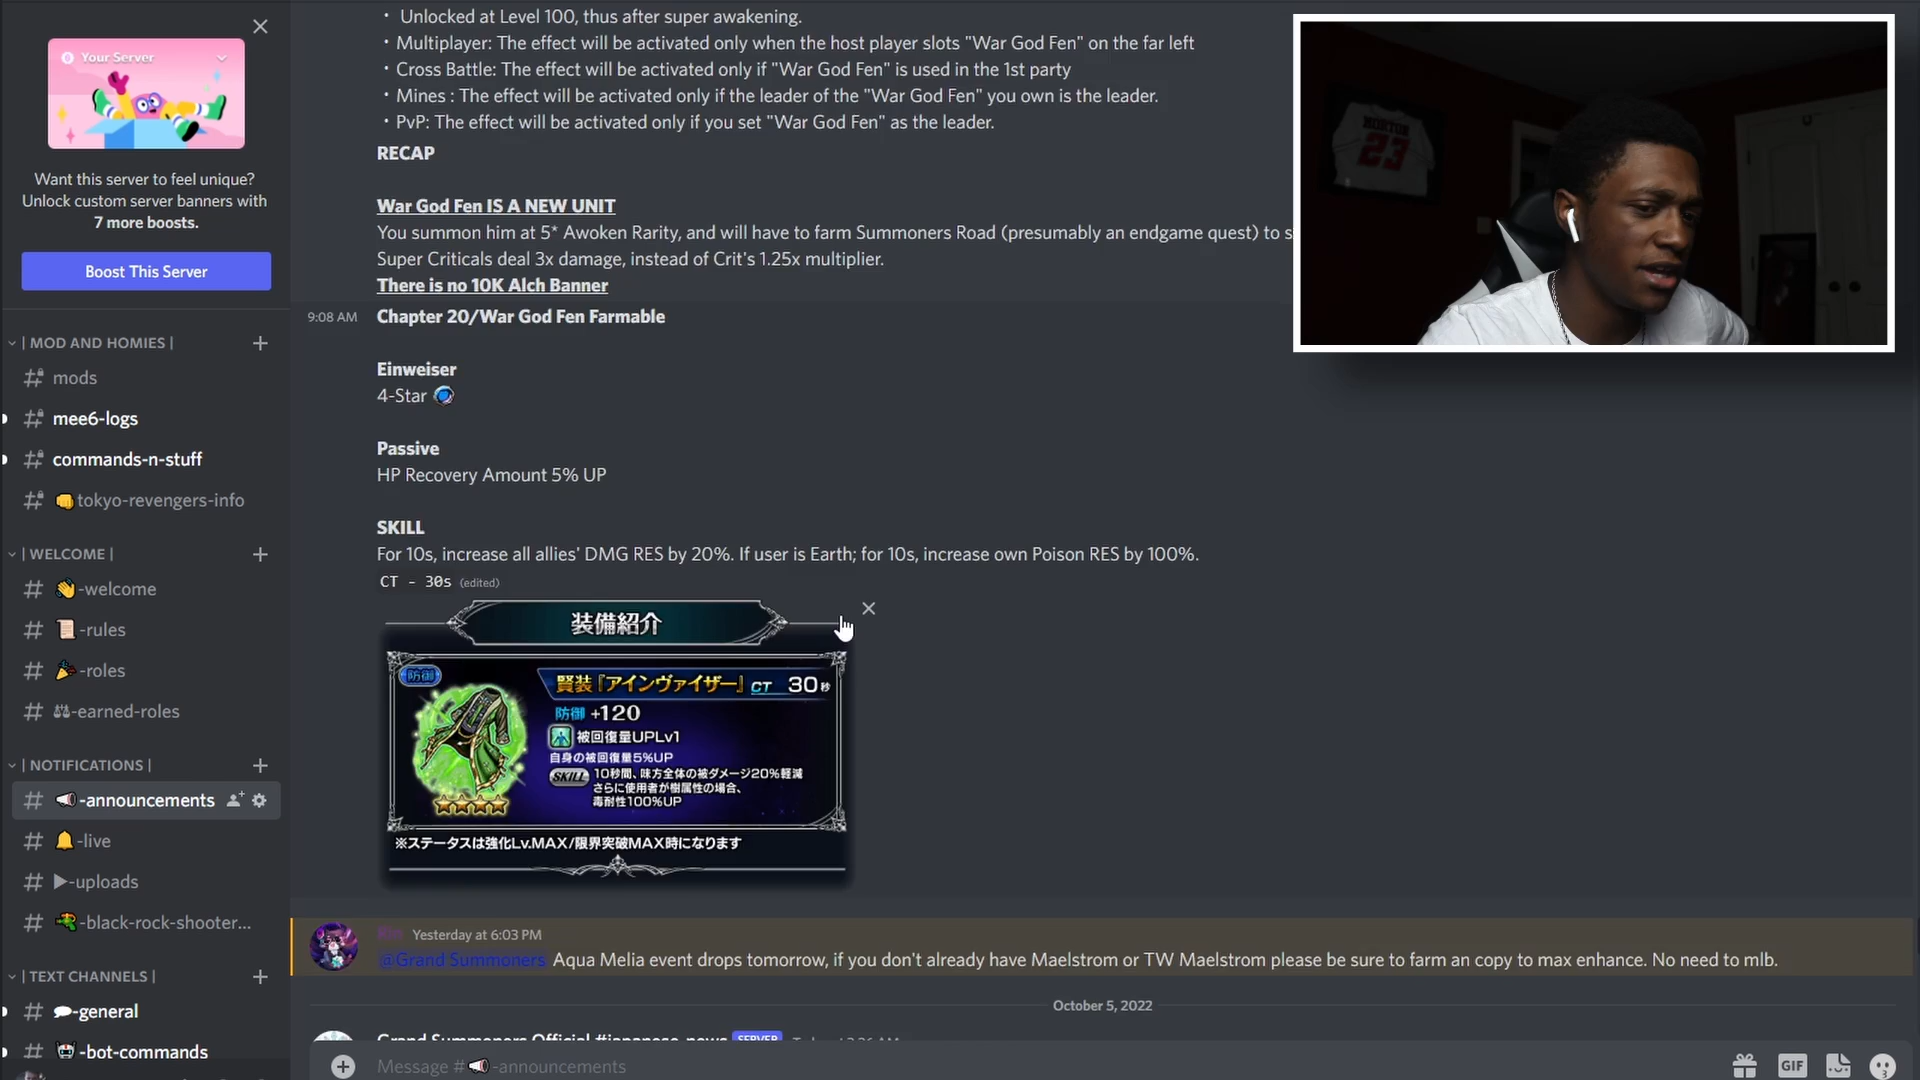 Your Server
Want this server to feel unique?
Unlock custom server banners with
7 more boosts.
Boost This Server
| MOD AND HOMIES |
mods
mee6-logs
commands-n-stuff
tokyo-revengers-info
| WELCOME |
-welcome
-rules
-roles
-earned-roles
| NOTIFICATIONS |
-announcements
-live
-uploads
-black-rock-shooter...
| TEXT CHANNELS |
-general
-bot-commands
• Unlocked at Level 100, thus after super awakening.
• Multiplayer: The effect will be activated only when the host player slots "War God Fen" on the far left
• Cross Battle: The effect will be activated only if "War God Fen" is used in the 1st party
• Mines : The effect will be activated only if the leader of the "War God Fen" you own is the leader.
• PvP: The effect will be activated only if you set "War God Fen" as the leader.
RECAP
War God Fen IS A NEW UNIT
You summon him at 5* Awoken Rarity, and will have to farm Summoners Road (presumably an endgame quest) to
Super Criticals deal 3x damage, instead of Crit's 1.25x multiplier.
There is no 10K Alch Banner
9:08 AM Chapter 20/War God Fen Farmable
Einweiser
4-Star
Passive
HP Recovery Amount 5% UP
SKILL
For 10s, increase all allies' DMG RES by 20%. If user is Earth; for 10s, increase own Poison RES by 100%.
CT - 30s (edited)
装備紹介
防御
賢装『アインヴァイザー』 CT 30秒
防御 +120
被回復量UPLv1
自身の被回復量5%UP
SKILL 10秒間、味方全体の被ダメージ20%軽減
さらに使用者が樹属性の場合、
毒耐性100%UP
※ステータスは強化Lv.MAX/限界突破MAX時になります
Yesterday at 6:03 PM
@Grand Summoners Aqua Melia event drops tomorrow, if you don't already have Maelstrom or TW Maelstrom please be sure to farm an copy to max enhance. No need to mlb.
October 5, 2022
Grand Summoners Official #japanese-news SERVER
Message # -announcements
GIF
23